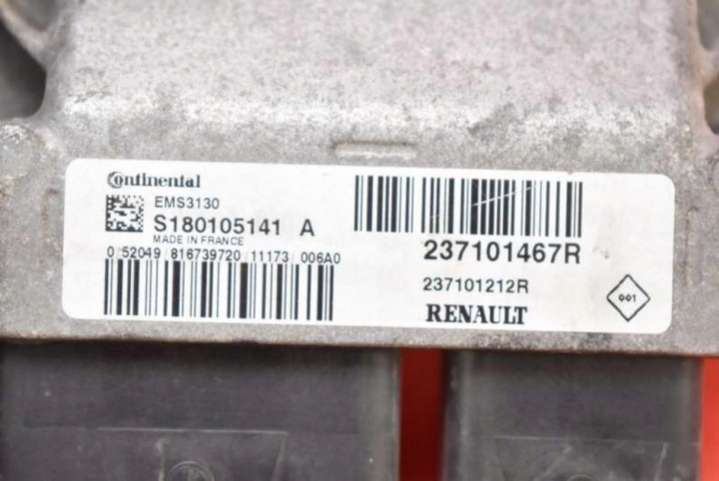 Continental
EMS3130
S180105141 A
MADE IN FRANCE
0 52049 816739720 11173 006A0
237101467R
237101212R
RENAULT
001